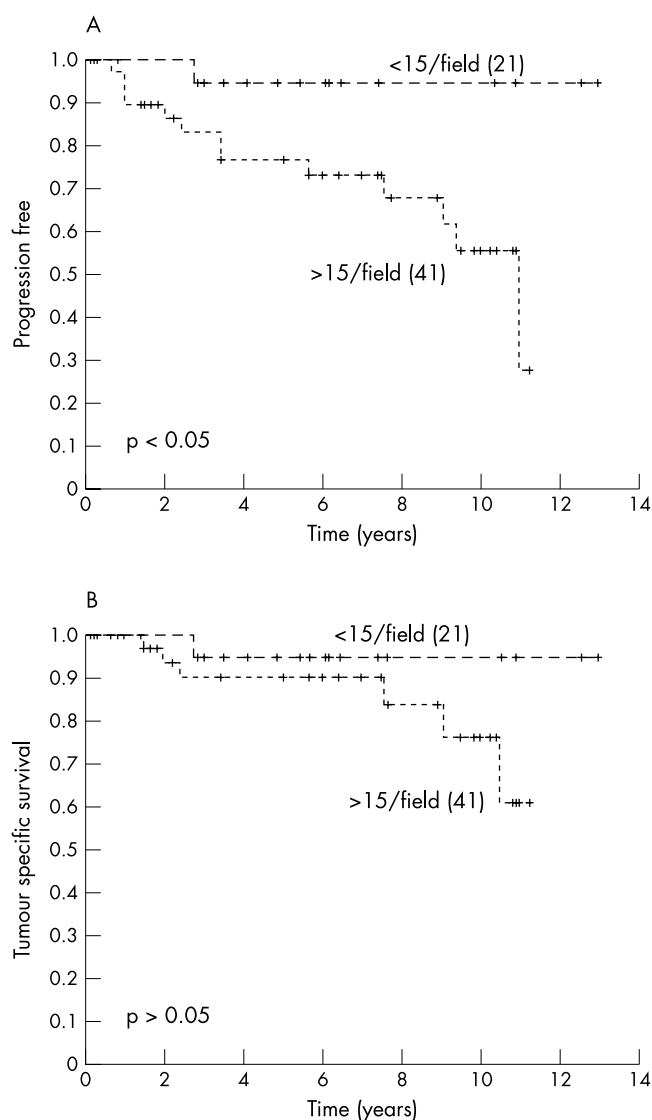 A
1.0
0.9
0.8
0.7
0.6
0.5
0.4
0.3
0.2
0.1
0
Progression free
<15/field (21)
>15/field (41)
p < 0.05
0 2 4 6 8 10 12 14
Time (years)
B
1.0
0.9
0.8
0.7
0.6
0.5
0.4
0.3
0.2
0.1
0
Tumour specific survival
<15/field (21)
>15/field (41)
p > 0.05
0 2 4 6 8 10 12 14
Time (years)